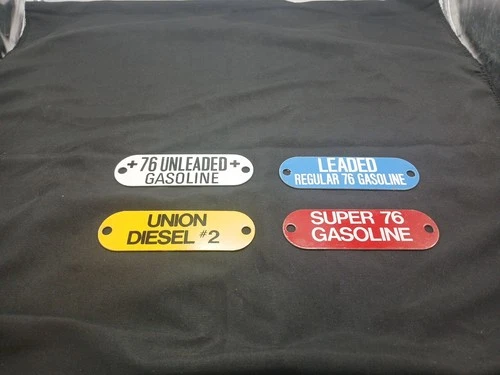 +76 UNLEADED+
GASOLINE
LEADED
REGULAR 76 GASOLINE
UNION
DIESEL #2
SUPER 76
GASOLINE